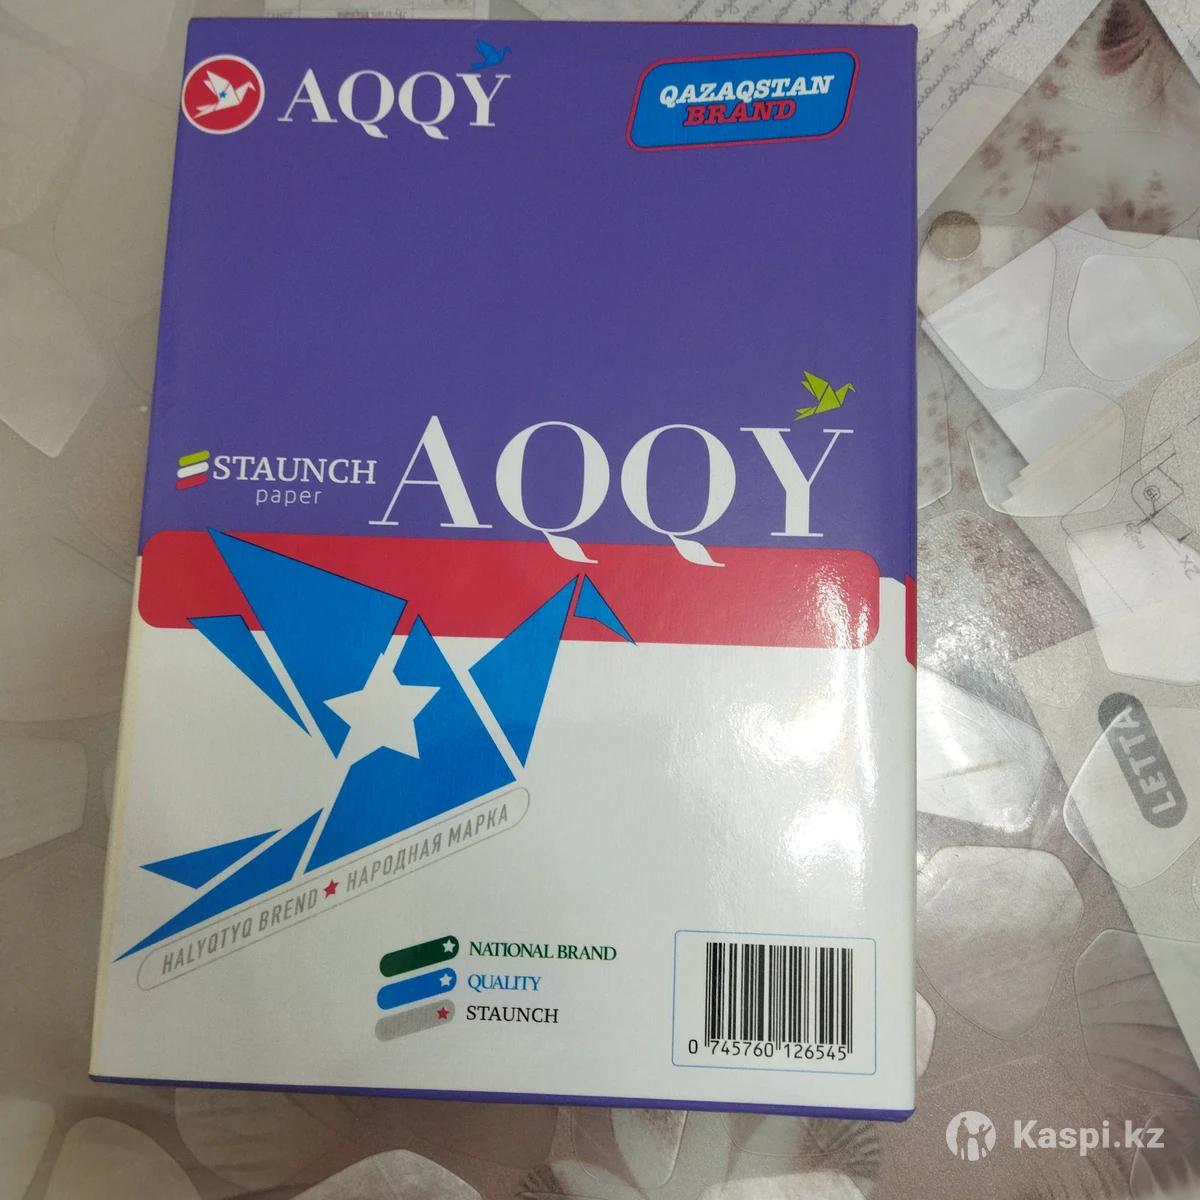 AQQY
QAZAQSTAN
BRAND
STAUNCH
paper
AQQY
HALYQTYQ BREND ★ НАРОДНАЯ МАРКА
NATIONAL BRAND
QUALITY
STAUNCH
0 745760 126545
LETTA
2X
Kaspi.kz